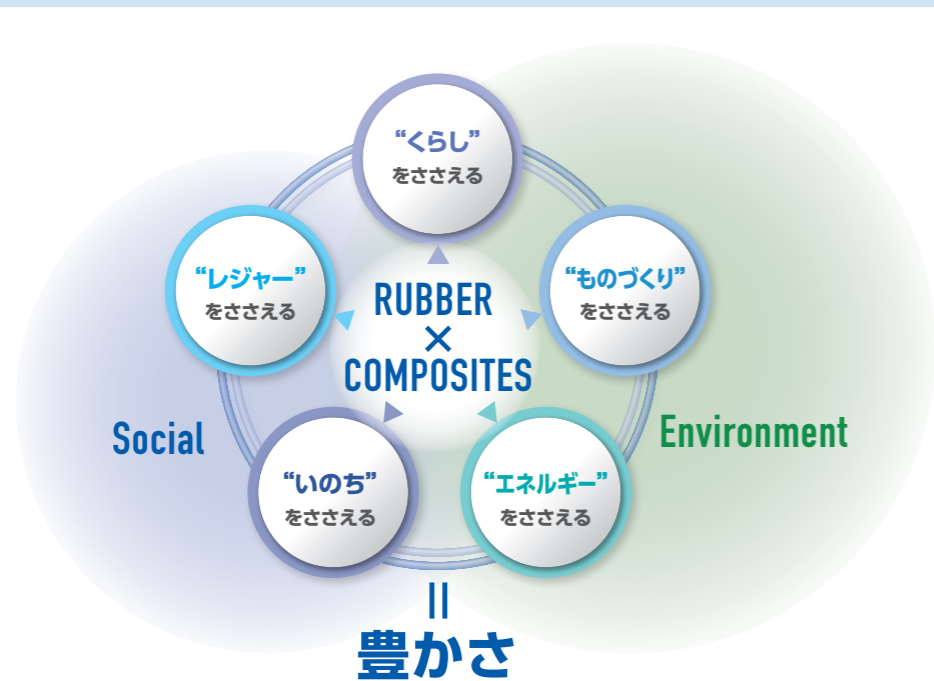 “くらし”
をささえる
“レジャー”
をささえる
“ものづくり”
をささえる
RUBBER
×
COMPOSITES
Social
Environment
“いのち”
をささえる
“エネルギー”
をささえる
=
豊かさ